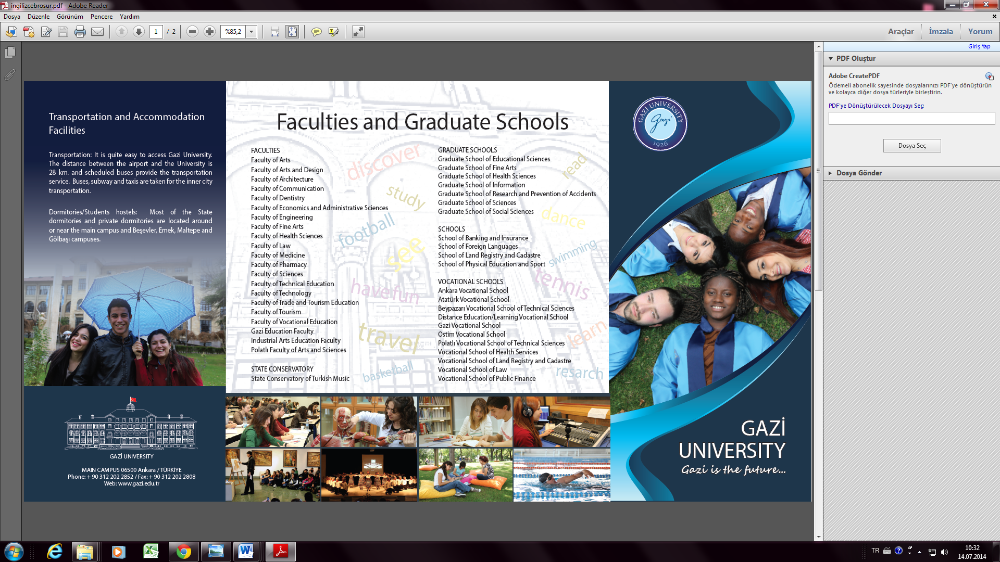 ingilizcebrosur.pdf - Adobe Reader
Dosya Düzenle Görünüm Pencere Yardım
1 / 2 %85,2
Araçlar İmzala Yorum
Giriş Yap
PDF Oluştur
Adobe CreatePDF
Ödemeli abonelik sayesinde dosyalarınızı PDF'ye dönüştürün
ve kolayca diğer dosya türleriyle birleştirin.
PDF'ye Dönüştürülecek Dosyayı Seç:
Dosya Seç
Dosya Gönder
Transportation and Accommodation
Facilities
Transportation: It is quite easy to access Gazi University.
The distance between the airport and the University is
28 km. and scheduled buses provide the transportation
service. Buses, subway and taxis are taken for the inner city
transportation.
Dormitories/Students hostels: Most of the State
dormitories and private dormitories are located around
or near the main campus and Beşevler, Emek, Maltepe and
Gölbaşı campuses.
GAZİ UNIVERSITY
MAIN CAMPUS 06500 Ankara / TÜRKİYE
Phone: + 90 312 202 2852 / Fax: + 90 312 202 2808
Web: www.gazi.edu.tr
Faculties and Graduate Schools
FACULTIES
Faculty of Arts
Faculty of Arts and Design
Faculty of Architecture
Faculty of Communication
Faculty of Dentistry
Faculty of Economics and Administrative Sciences
Faculty of Engineering
Faculty of Fine Arts
Faculty of Health Sciences
Faculty of Law
Faculty of Medicine
Faculty of Pharmacy
Faculty of Sciences
Faculty of Technical Education
Faculty of Technology
Faculty of Trade and Tourism Education
Faculty of Tourism
Faculty of Vocational Education
Gazi Education Faculty
Industrial Arts Education Faculty
Polatlı Faculty of Arts and Sciences
STATE CONSERVATORY
State Conservatory of Turkish Music
discover
study
football
see
have fun
travel
basketball
GRADUATE SCHOOLS
Graduate School of Educational Sciences
Graduate School of Fine Arts
Graduate School of Health Sciences
Graduate School of Information
Graduate School of Research and Prevention of Accidents
Graduate School of Sciences
Graduate School of Social Sciences
SCHOOLS
School of Banking and Insurance
School of Foreign Languages
School of Land Registry and Cadastre
School of Physical Education and Sport
VOCATIONAL SCHOOLS
Ankara Vocational School
Atatürk Vocational School
Beypazarı Vocational School of Technical Sciences
Distance Education/Learning Vocational School
Gazi Vocational School
Ostim Vocational School
Polatlı Vocational School of Technical Sciences
Vocational School of Health Services
Vocational School of Land Registry and Cadastre
Vocational School of Law
Vocational School of Public Finance
read
dance
swimming
tennis
learn
resarch
GAZI UNIVERSITY
Gazi
1926
GAZİ
UNIVERSITY
Gazi is the future...
TR
10:32
14.07.2014